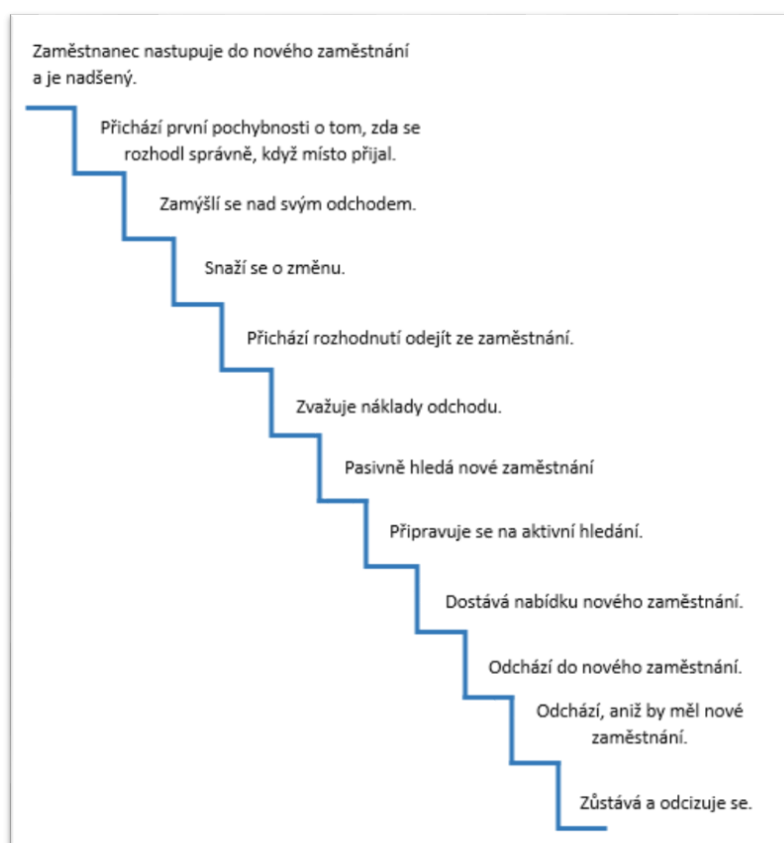 Zaměstnanec nastupuje do nového zaměstnání
a je nadšený.
Přichází první pochybnosti o tom, zda se
rozhodl správně, když místo přijal.
Zamýšlí se nad svým odchodem.
Snaží se o změnu.
Přichází rozhodnutí odejít ze zaměstnání.
Zvažuje náklady odchodu.
Pasivně hledá nové zaměstnání
Připravuje se na aktivní hledání.
Dostává nabídku nového zaměstnání.
Odchází do nového zaměstnání.
Odchází, aniž by měl nové
zaměstnání.
Zůstává a odcizuje se.